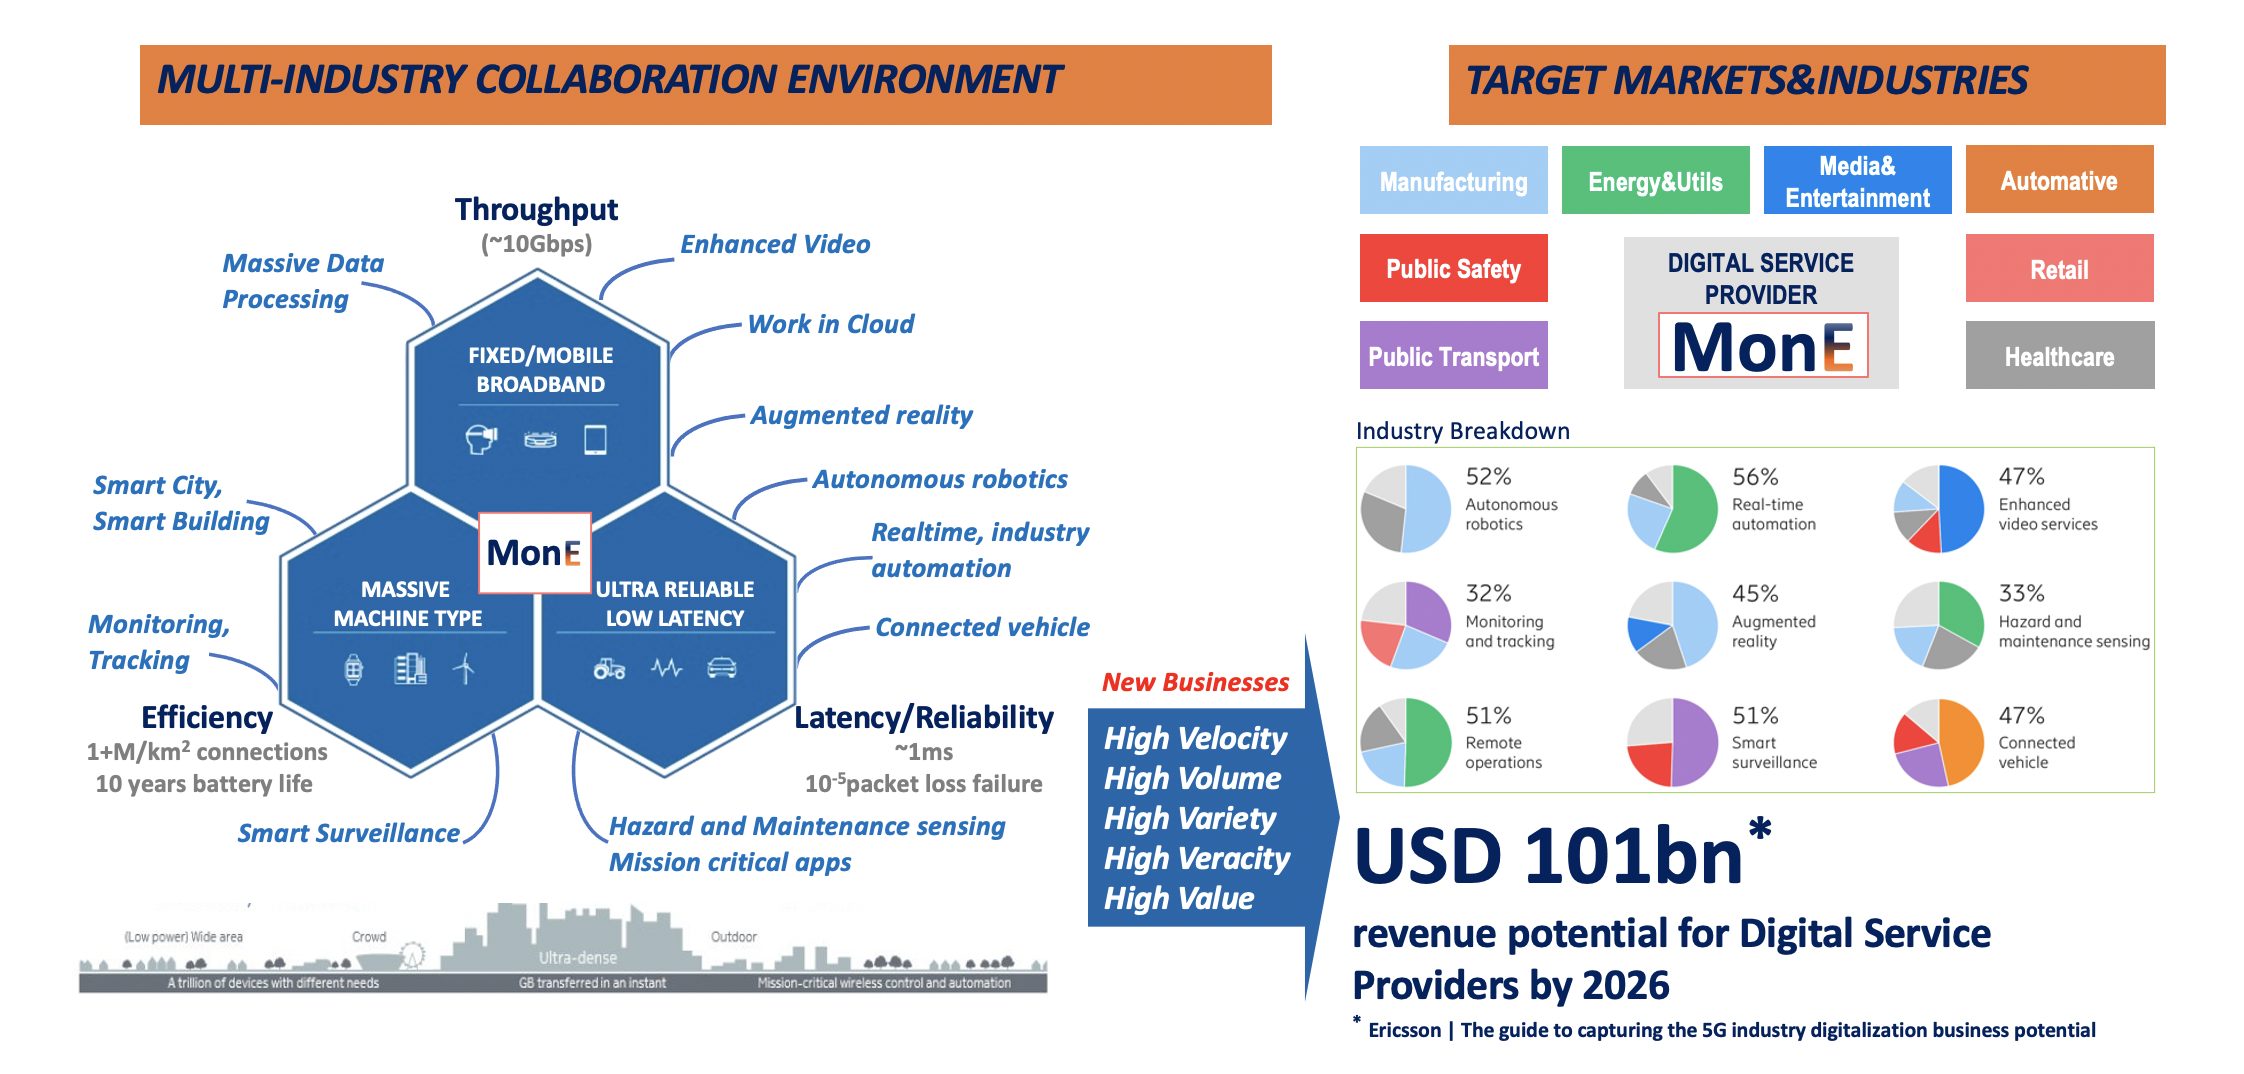 MULTI-INDUSTRY COLLABORATION ENVIRONMENT
Throughput
(~10Gbps)
Massive Data
Processing
Enhanced Video
Work in Cloud
FIXED/MOBILE
BROADBAND
Augmented reality
Autonomous robotics
Smart City,
Smart Building
Realtime, industry
automation
MonE
MASSIVE
MACHINE TYPE
ULTRA RELIABLE
LOW LATENCY
Monitoring,
Tracking
Connected vehicle
Efficiency
1+M/km² connections
10 years battery life
Latency/Reliability
~1ms
10⁻⁵packet loss failure
Smart Surveillance
Hazard and Maintenance sensing
Mission critical apps
(Low power) Wide area
Crowd
Ultra-dense
Outdoor
A trillion of devices with different needs
GB transferred in an instant
Mission-critical wireless control and automation
New Businesses
High Velocity
High Volume
High Variety
High Veracity
High Value
TARGET MARKETS&INDUSTRIES
Manufacturing
Energy&Utils
Media&
Entertainment
Automative
Public Safety
DIGITAL SERVICE
PROVIDER
MonE
Retail
Public Transport
Healthcare
Industry Breakdown
52%
Autonomous
robotics
56%
Real-time
automation
47%
Enhanced
video services
32%
Monitoring
and tracking
45%
Augmented
reality
33%
Hazard and
maintenance sensing
51%
Remote
operations
51%
Smart
surveillance
47%
Connected
vehicle
USD 101bn*
revenue potential for Digital Service
Providers by 2026
* Ericsson | The guide to capturing the 5G industry digitalization business potential